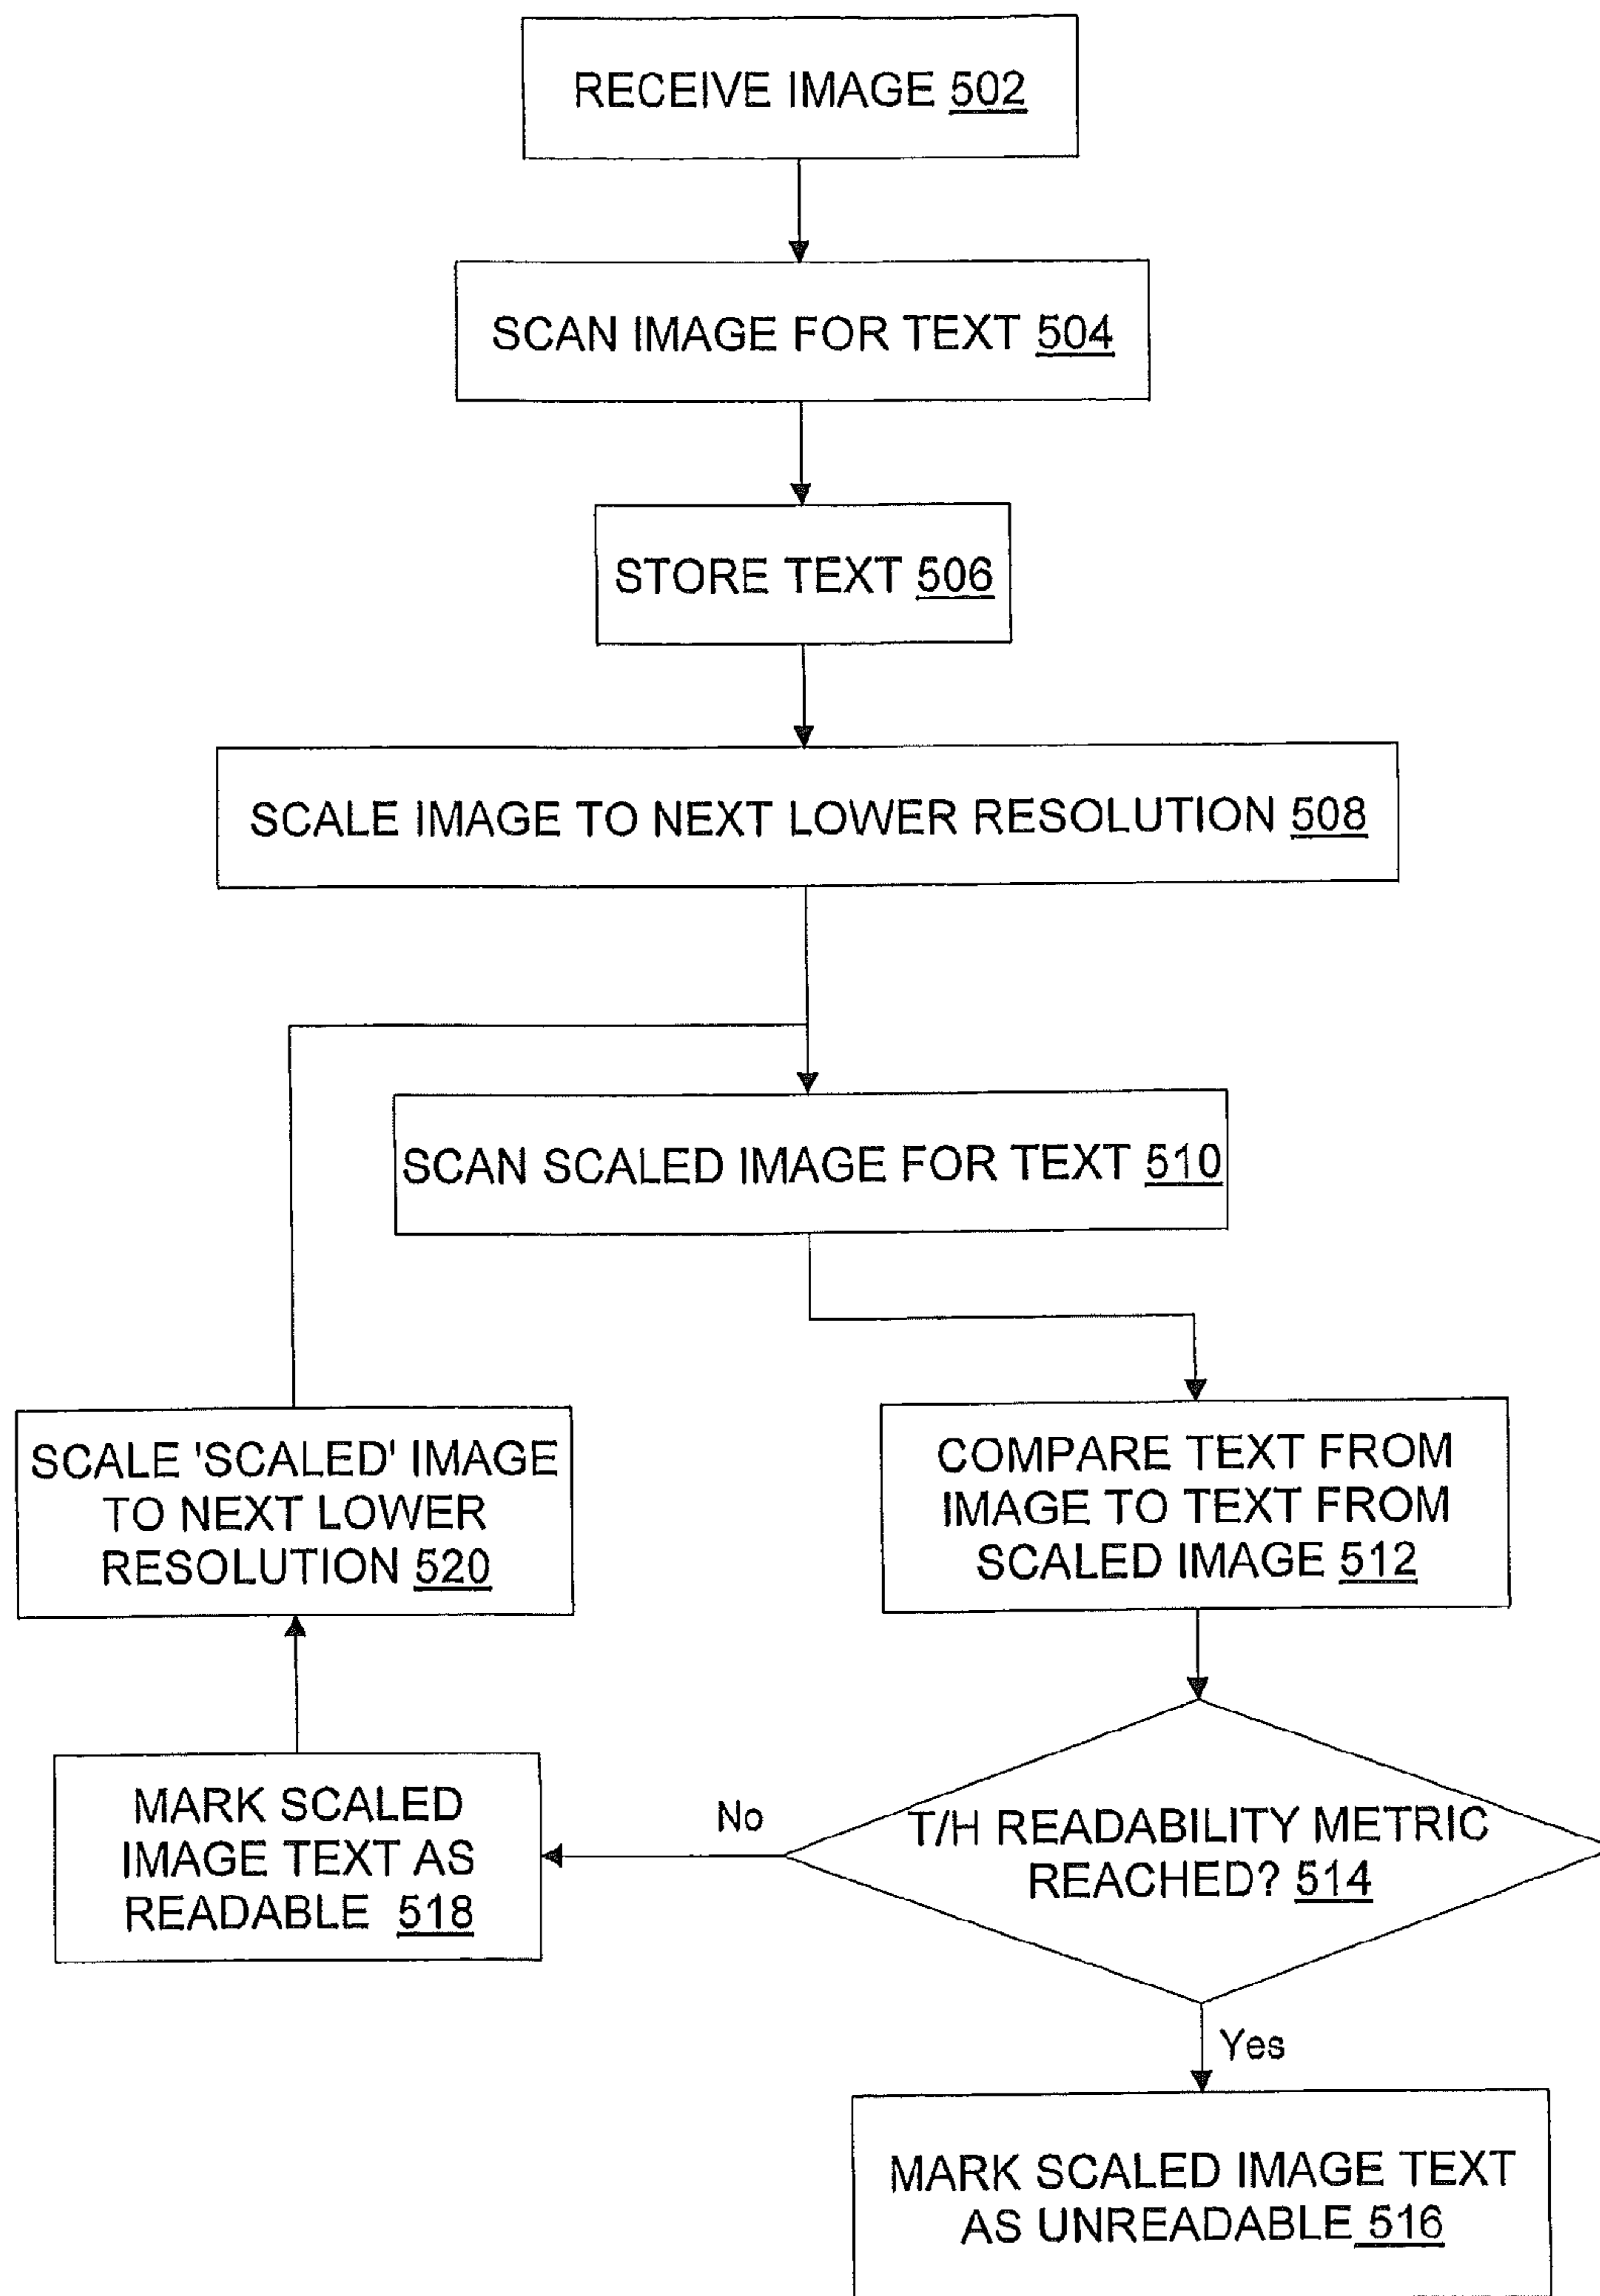 RECEIVE IMAGE 502
SCAN IMAGE FOR TEXT 504
STORE TEXT 506
SCALE IMAGE TO NEXT LOWER RESOLUTION 508
SCAN SCALED IMAGE FOR TEXT 510
COMPARE TEXT FROM
IMAGE TO TEXT FROM
SCALED IMAGE 512
T/H READABILITY METRIC
REACHED? 514
No
Yes
MARK SCALED IMAGE TEXT
AS UNREADABLE 516
MARK SCALED
IMAGE TEXT AS
READABLE 518
SCALE 'SCALED' IMAGE
TO NEXT LOWER
RESOLUTION 520